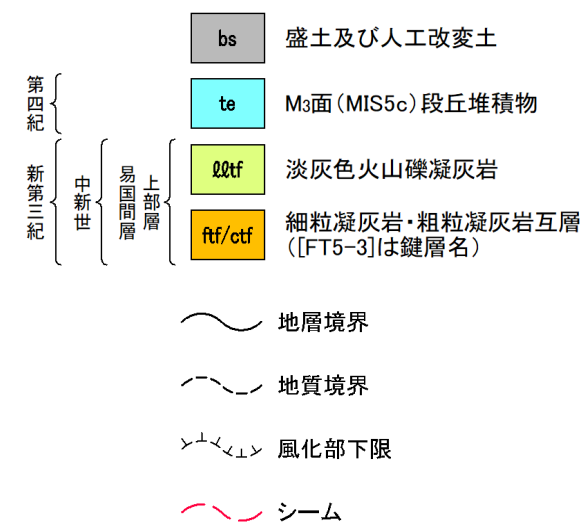 bs 盛土及び人工改変土
第四紀
te M3面(MIS5c)段丘堆積物
新第三紀
中新世
易国間層
上部層
ℓℓtf 淡灰色火山礫凝灰岩
ftf/ctf 細粒凝灰岩・粗粒凝灰岩互層
([FT5-3]は鍵層名)
地層境界
地質境界
風化部下限
シーム